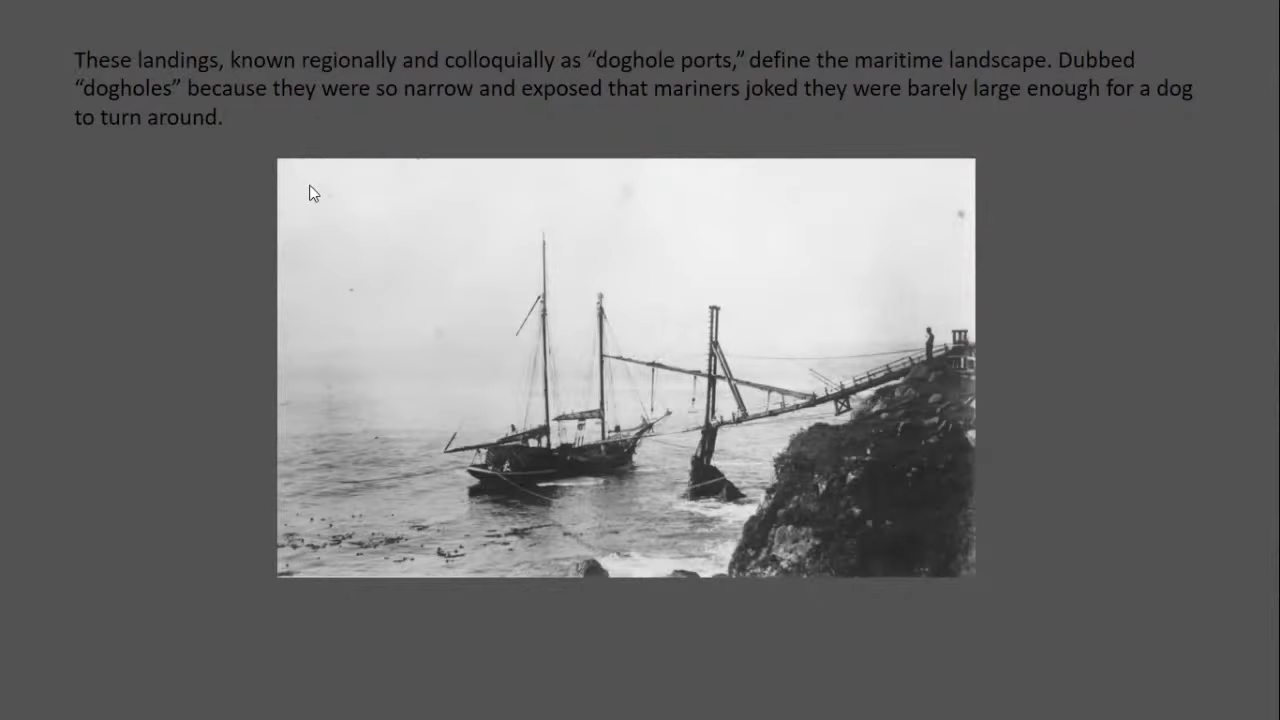 These landings, known regionally and colloquially as “doghole ports,” define the maritime landscape. Dubbed
“dogholes” because they were so narrow and exposed that mariners joked they were barely large enough for a dog
to turn around.